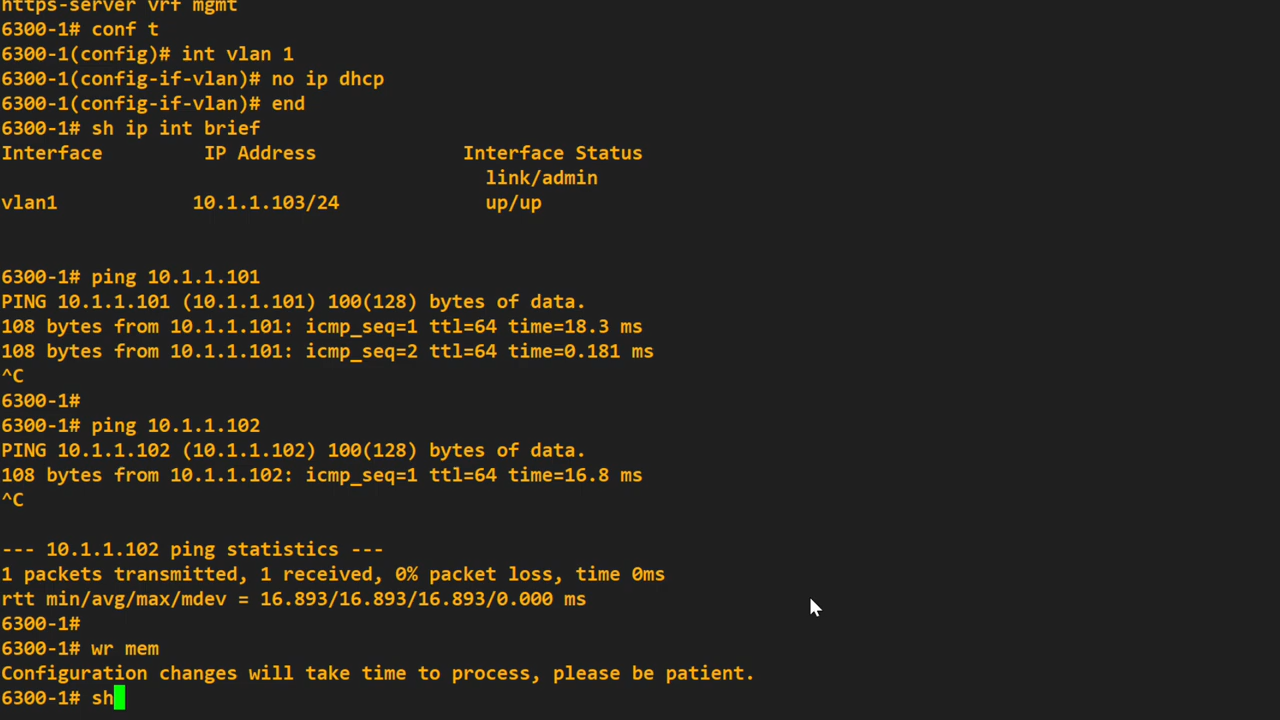 https-server vrf mgmt
6300-1# conf t
6300-1(config)# int vlan 1
6300-1(config-if-vlan)# no ip dhcp
6300-1(config-if-vlan)# end
6300-1# sh ip int brief
Interface IP Address Interface Status
link/admin
vlan1 10.1.1.103/24 up/up
6300-1# ping 10.1.1.101
PING 10.1.1.101 (10.1.1.101) 100(128) bytes of data.
108 bytes from 10.1.1.101: icmp_seq=1 ttl=64 time=18.3 ms
108 bytes from 10.1.1.101: icmp_seq=2 ttl=64 time=0.181 ms
^C
6300-1#
6300-1# ping 10.1.1.102
PING 10.1.1.102 (10.1.1.102) 100(128) bytes of data.
108 bytes from 10.1.1.102: icmp_seq=1 ttl=64 time=16.8 ms
^C
--- 10.1.1.102 ping statistics ---
1 packets transmitted, 1 received, 0% packet loss, time 0ms
rtt min/avg/max/mdev = 16.893/16.893/16.893/0.000 ms
6300-1#
6300-1# wr mem
Configuration changes will take time to process, please be patient.
6300-1# sh